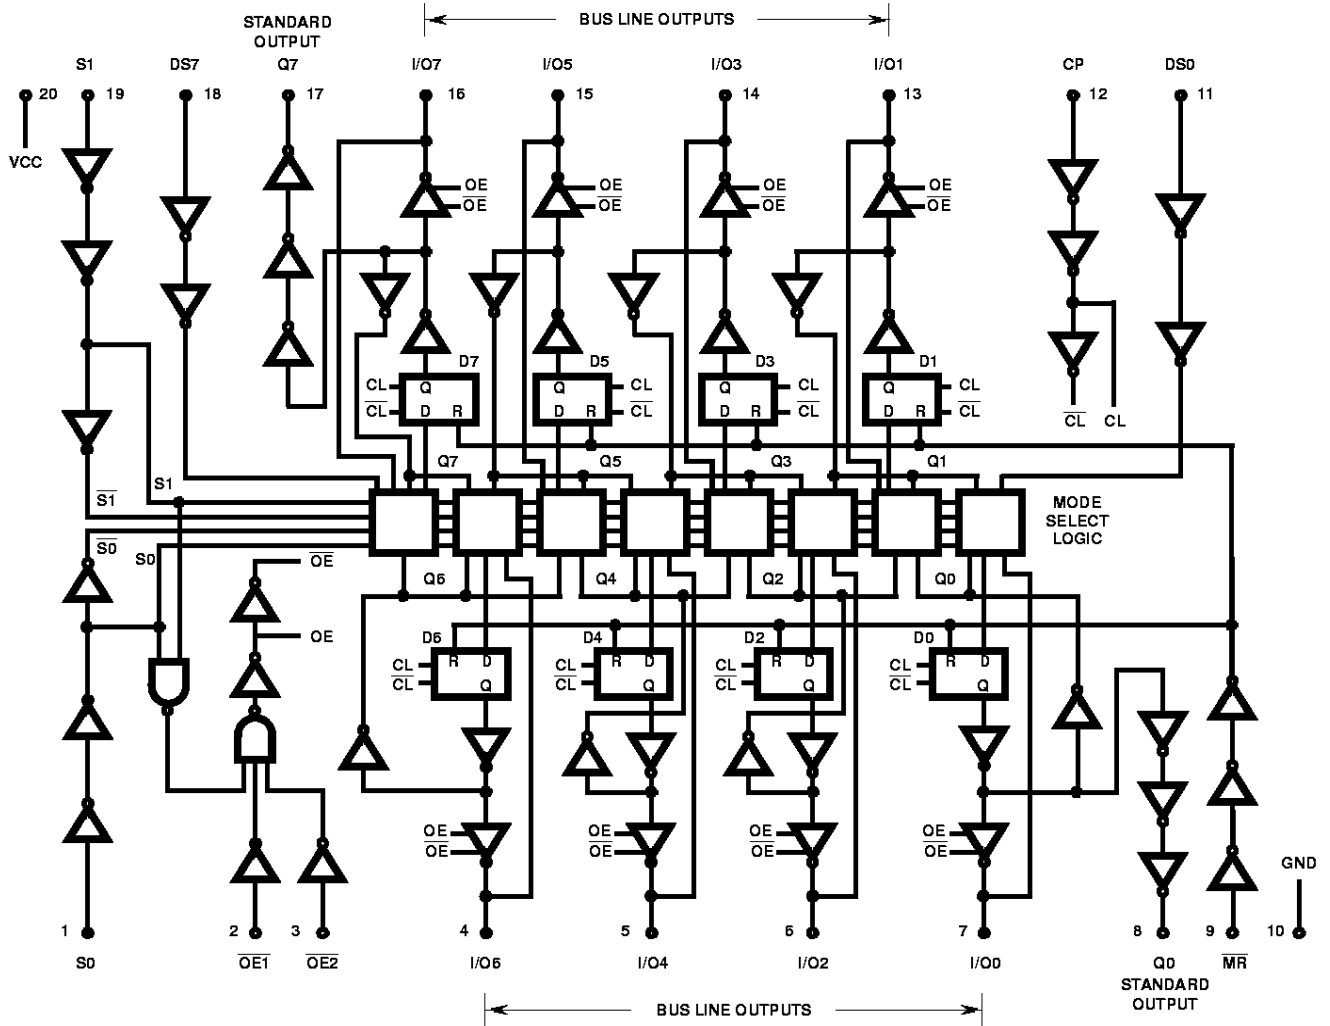 STANDARD
OUTPUT
BUS LINE OUTPUTS
S1 DS7 Q7 I/O7 I/O5 I/O3 I/O1 CP DS0
20 19 18 17 16 15 14 13 12 11
VCC
OE OE OE OE
OE OE OE OE
D7 D5 D3 D1
CL Q Q CL Q CL Q CL
CL D R D R CL D R CL D R CL
CL CL
Q7 Q5 Q3 Q1
S1 S1
MODE
SELECT
LOGIC
S0 S0
OE
Q6 Q4 Q2 Q0
OE
D6 D4 D2 D0
R D R D R D R D
CL CL CL CL
CL Q CL Q CL Q CL Q
OE OE OE OE
OE OE OE OE
GND
1 2 3 4 5 6 7 8 9 10
S0 OE1 OE2 I/O6 I/O4 I/O2 I/O0 Q0 MR
STANDARD
OUTPUT
BUS LINE OUTPUTS